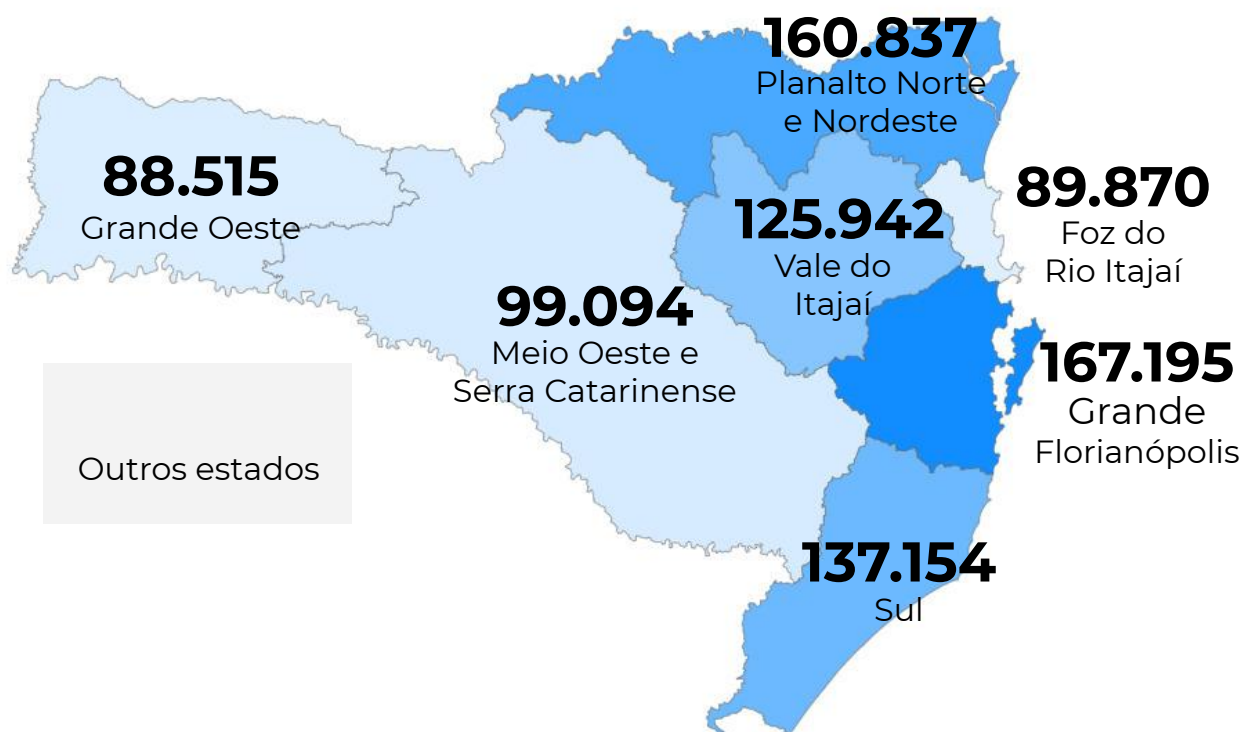 160.837
Planalto Norte
e Nordeste
88.515
Grande Oeste
89.870
Foz do
Rio Itajaí
125.942
Vale do
Itajaí
99.094
Meio Oeste e
Serra Catarinense
167.195
Grande
Florianópolis
Outros estados
137.154
Sul